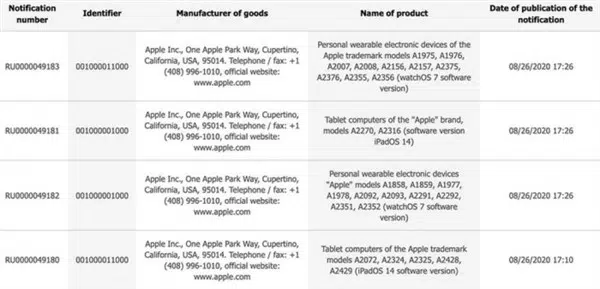 Notification number Identifier Manufacturer of goods Name of product Date of publication of the notification
RU0000049183 001000011000
Apple Inc., One Apple Park Way, Cupertino,
California, USA, 95014. Telephone / fax: +1
(408) 996-1010, official website:
www.apple.com
Personal wearable electronic devices of the
Apple trademark models A1975, A1976,
A2007, A2008, A2156, A2157, A2375,
A2376, A2355, A2356 (watchOS 7 software
version)
08/26/2020 17:26
RU0000049181 001000011000
Apple Inc., One Apple Park Way, Cupertino,
California, USA, 95014. Telephone / fax: +1
(408) 996-1010, official website:
www.apple.com
Tablet computers of the "Apple" brand,
models A2270, A2316 (software version
iPadOS 14)
08/26/2020 17:26
RU0000049182 001000001000
Apple Inc., One Apple Park Way, Cupertino,
California, USA, 95014. Telephone / fax: +1
(408) 996-1010, official website:
www.apple.com
Personal wearable electronic devices
"Apple" models A1858, A1859, A1977,
A1978, A2092, A2093, A2291, A2292,
A2351, A2352 (watchOS 7 software
version)
08/26/2020 17:26
RU0000049180 001000011000
Apple Inc., One Apple Park Way, Cupertino,
California, USA, 95014. Telephone / fax: +1
(408) 996-1010, official website:
www.apple.com
Tablet computers of the Apple trademark
models A2072, A2324, A2325, A2428,
A2429 (iPadOS 14 software version)
08/26/2020 17:10